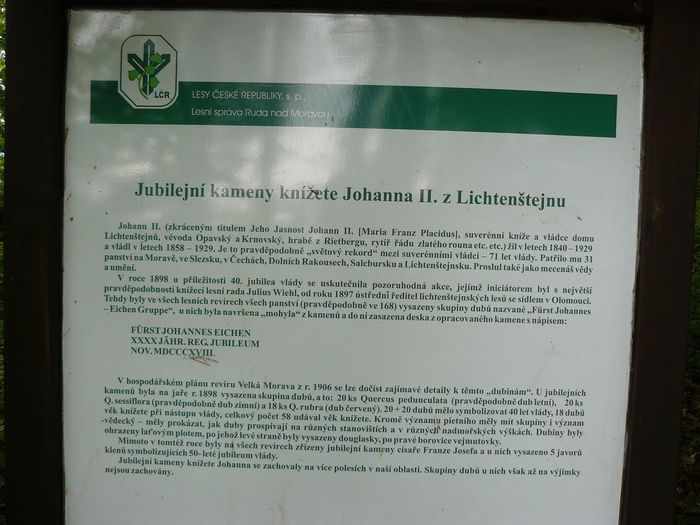 LČR
LESY ČESKÉ REPUBLIKY, s. p.,
Lesní správa Ruda nad Moravou
Jubilejní kameny knížete Johanna II. z Lichtenštejnu
Johann II. (zkráceným titulem Jeho Jasnost Johann II. [Maria Franz Placidus], suverénní kníže a vládce domu
Lichtenštejnů, vévoda Opavský a Krnovský, hrabě z Rietbergu, rytíř řádu zlatého rouna etc. etc.) žil v letech 1840 – 1929
a vládl v letech 1858 – 1929. Je to pravděpodobně „světový rekord“ mezi suverénními vládci – 71 let vlády. Patřilo mu 31
panství na Moravě, ve Slezsku, v Čechách, Dolních Rakousech, Salcbursku a Lichtenštejnsku. Proslul také jako mecenáš vědy
a umění.
V roce 1898 u příležitosti 40. jubilea vlády se uskutečnila pozoruhodná akce, jejímž iniciátorem byl s největší
pravděpodobností knížecí lesní rada Julius Wiehl, od roku 1897 ústřední ředitel lichtenštejnských lesů se sídlem v Olomouci.
Tehdy byly ve všech lesních revírech všech panství (pravděpodobně ve 168) vysazeny skupiny dubů nazvané „Fürst Johannes
– Eichen Gruppe“, u nich byla navršena „mohyla“ z kamenů a do ní zasazena deska z opracovaného kamene s nápisem:
FÜRST JOHANNES EICHEN
XXXX JÄHR. REG. JUBILEUM
NOV. MDCCCXVIII.
V hospodářském plánu revíru Velká Morava z r. 1906 se lze dočíst zajímavé detaily k těmto „dubinám“. U jubilejních
kamenů byla na jaře r. 1898 vysazena skupina dubů, a to: 20 ks Quercus pedunculata (pravděpodobně dub letní), 20 ks
Q. sessiflora (pravděpodobně dub zimní) a 18 ks Q. rubra (dub červený). 20 + 20 dubů mělo symbolizovat 40 let vlády, 18 dubů
věk knížete při nástupu vlády, celkový počet 58 udával věk knížete. Kromě významu pietního měly mít skupiny i význam
-vědecký – měly prokázat, jak duby prospívají na různých stanovištích a v různých nadmořských výškách. Dubiny byly
ohrazeny laťovým plotem, po jehož levé straně byly vysazeny douglasky, po pravé borovice vejmutovky.
Mimoto v tomtéž roce byly na všech revírech zřízeny jubilejní kameny císaře Franze Josefa a u nich vysazeno 5 javorů
klenů symbolizujících 50- leté jubileum vlády.
Jubilejní kameny knížete Johanna se zachovaly na více polesích v naší oblasti. Skupiny dubů u nich však až na výjimky
nejsou zachovány.